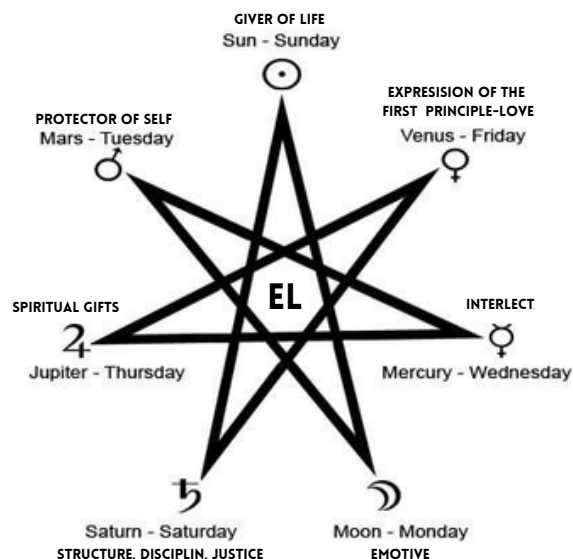 GIVER OF LIFE
Sun - Sunday
EXPRESISION OF THE
FIRST PRINCIPLE-LOVE
Venus - Friday
PROTECTOR OF SELF
Mars - Tuesday
EL
SPIRITUAL GIFTS
Jupiter - Thursday
INTERLECT
Mercury - Wednesday
Saturn - Saturday
STRUCTURE, DISCIPLIN, JUSTICE
Moon - Monday
EMOTIVE